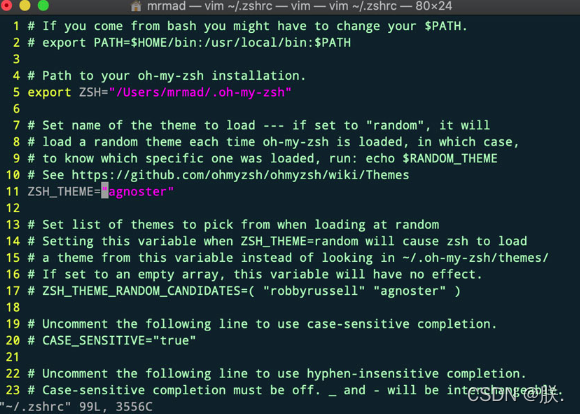 mrmad — vim ~/.zshrc — vim ~/.zshrc — 80×24
1 # If you come from bash you might have to change your $PATH.
2 # export PATH=$HOME/bin:/usr/local/bin:$PATH
3
4 # Path to your oh-my-zsh installation.
5 export ZSH="/Users/mrmad/.oh-my-zsh"
6
7 # Set name of the theme to load --- if set to "random", it will
8 # load a random theme each time oh-my-zsh is loaded, in which case,
9 # to know which specific one was loaded, run: echo $RANDOM_THEME
10 # See https://github.com/ohmyzsh/ohmyzsh/wiki/Themes
11 ZSH_THEME="agnoster"
12
13 # Set list of themes to pick from when loading at random
14 # Setting this variable when ZSH_THEME=random will cause zsh to load
15 # a theme from this variable instead of looking in ~/.oh-my-zsh/themes/
16 # If set to an empty array, this variable will have no effect.
17 # ZSH_THEME_RANDOM_CANDIDATES=( "robbyrussell" "agnoster" )
18
19 # Uncomment the following line to use case-sensitive completion.
20 # CASE_SENSITIVE="true"
21
22 # Uncomment the following line to use hyphen-insensitive completion.
23 # Case-sensitive completion must be off. _ and - will be interchangeable.
"~/.zshrc" 99L, 3556C
CSDN @朕.